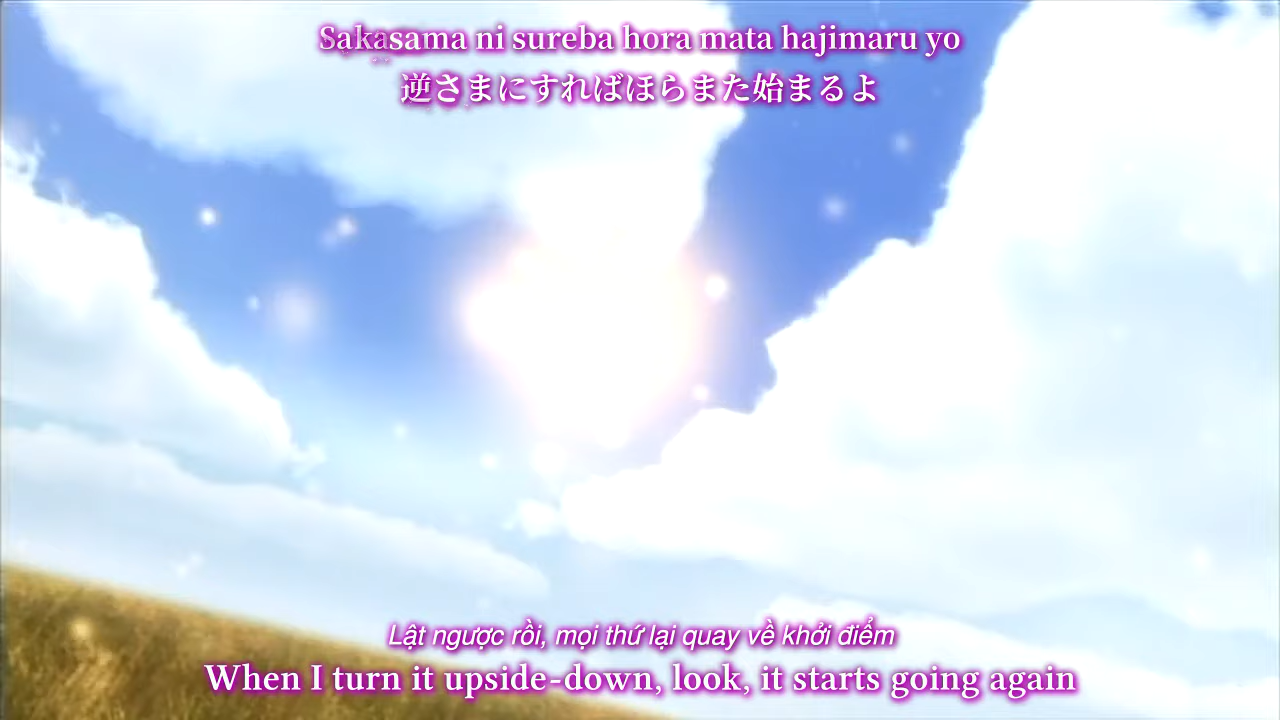 Sakasama ni sureba hora mata hajimaru yo
逆さまにすればほらまた始まるよ
Lật ngược rồi, mọi thứ lại quay về khởi điểm
When I turn it upside-down, look, it starts going again